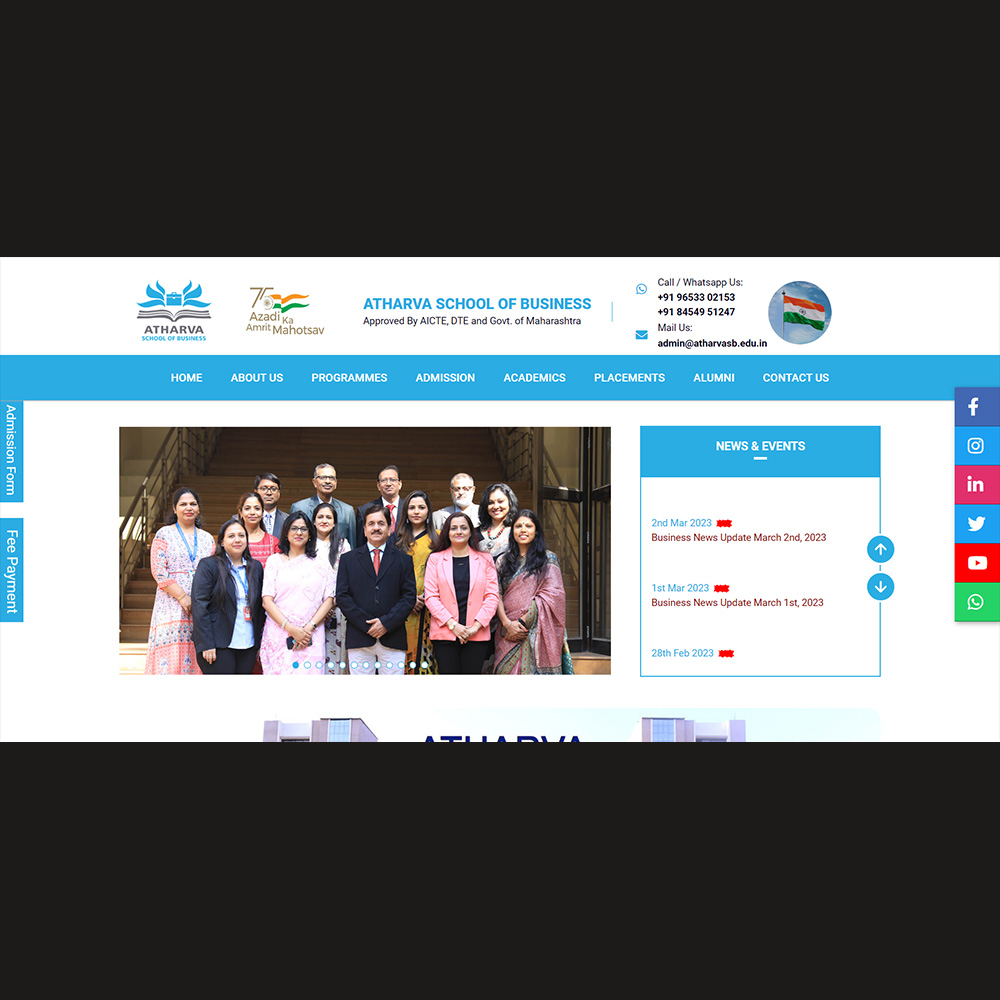 ATHARVA
SCHOOL OF BUSINESS
75
Azadi Ka
Amrit Mahotsav
ATHARVA SCHOOL OF BUSINESS
Approved By AICTE, DTE and Govt. of Maharashtra
Call / Whatsapp Us:
+91 96533 02153
+91 84549 51247
Mail Us:
admin@atharvasb.edu.in
HOME ABOUT US PROGRAMMES ADMISSION ACADEMICS PLACEMENTS ALUMNI CONTACT US
Admission Form
Fee Payment
NEWS & EVENTS
2nd Mar 2023
Business News Update March 2nd, 2023
1st Mar 2023
Business News Update March 1st, 2023
28th Feb 2023
ATHARVA